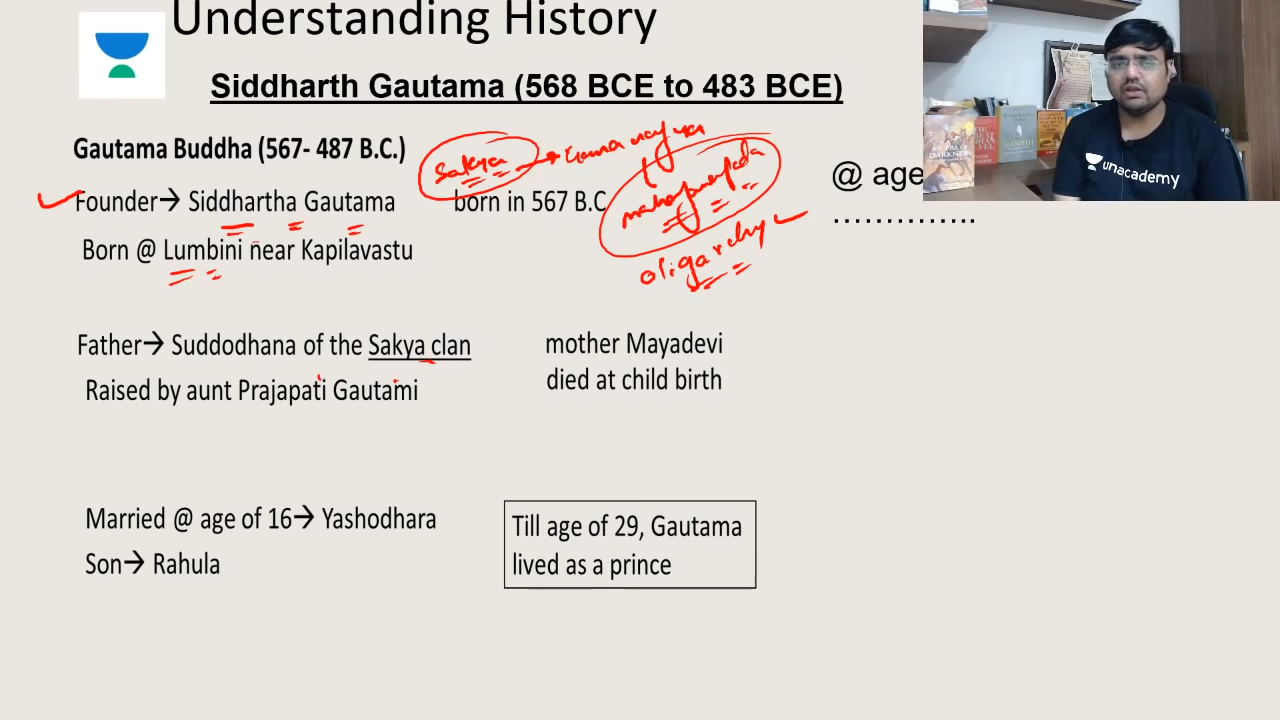 Understanding History
Siddharth Gautama (568 BCE to 483 BCE)
Gautama Buddha (567- 487 B.C.)
Sakya →
mahajanapada
oligarchy
@ age
..............
Founder→ Siddhartha Gautama born in 567 B.C
Born @ Lumbini near Kapilavastu
Father→ Suddodhana of the Sakya clan
mother Mayadevi
died at child birth
Raised by aunt Prajapati Gautami
Married @ age of 16→ Yashodhara
Son→ Rahula
Till age of 29, Gautama
lived as a prince
unacademy